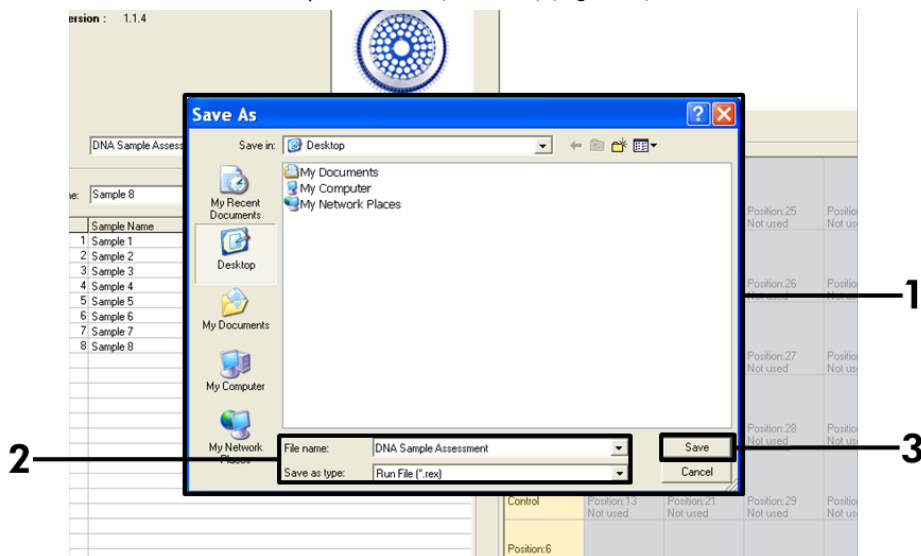 ersion : 1.1.4
Save As
DNA Sample Assess
Save in:
Desktop
My Documents
My Computer
My Network Places
My Recent
Documents
Desktop
My Documents
My Computer
My Network
Places
Sample 8
Sample Name
1 Sample 1
2 Sample 2
3 Sample 3
4 Sample 4
5 Sample 5
6 Sample 6
7 Sample 7
8 Sample 8
Position:25
Not used
Position:26
Not used
Position:27
Not used
Position:28
Not used
File name:
DNA Sample Assessment
Save
Save as type:
Run File (*.rex)
Cancel
Control
Position:13
Not used
Position:21
Not used
Position:29
Not used
Position:6
1
2
3